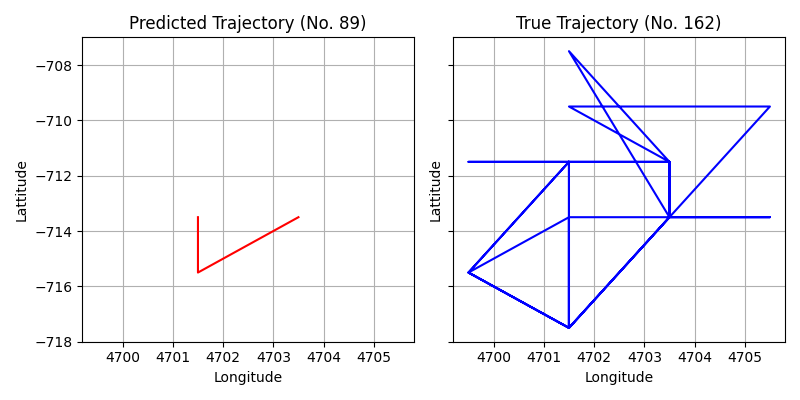 Predicted Trajectory (No. 89)
True Trajectory (No. 162)
Lattitude
−708
−710
−712
−714
−716
−718
4700 4701 4702 4703 4704 4705
Longitude
Lattitude
4700 4701 4702 4703 4704 4705
Longitude